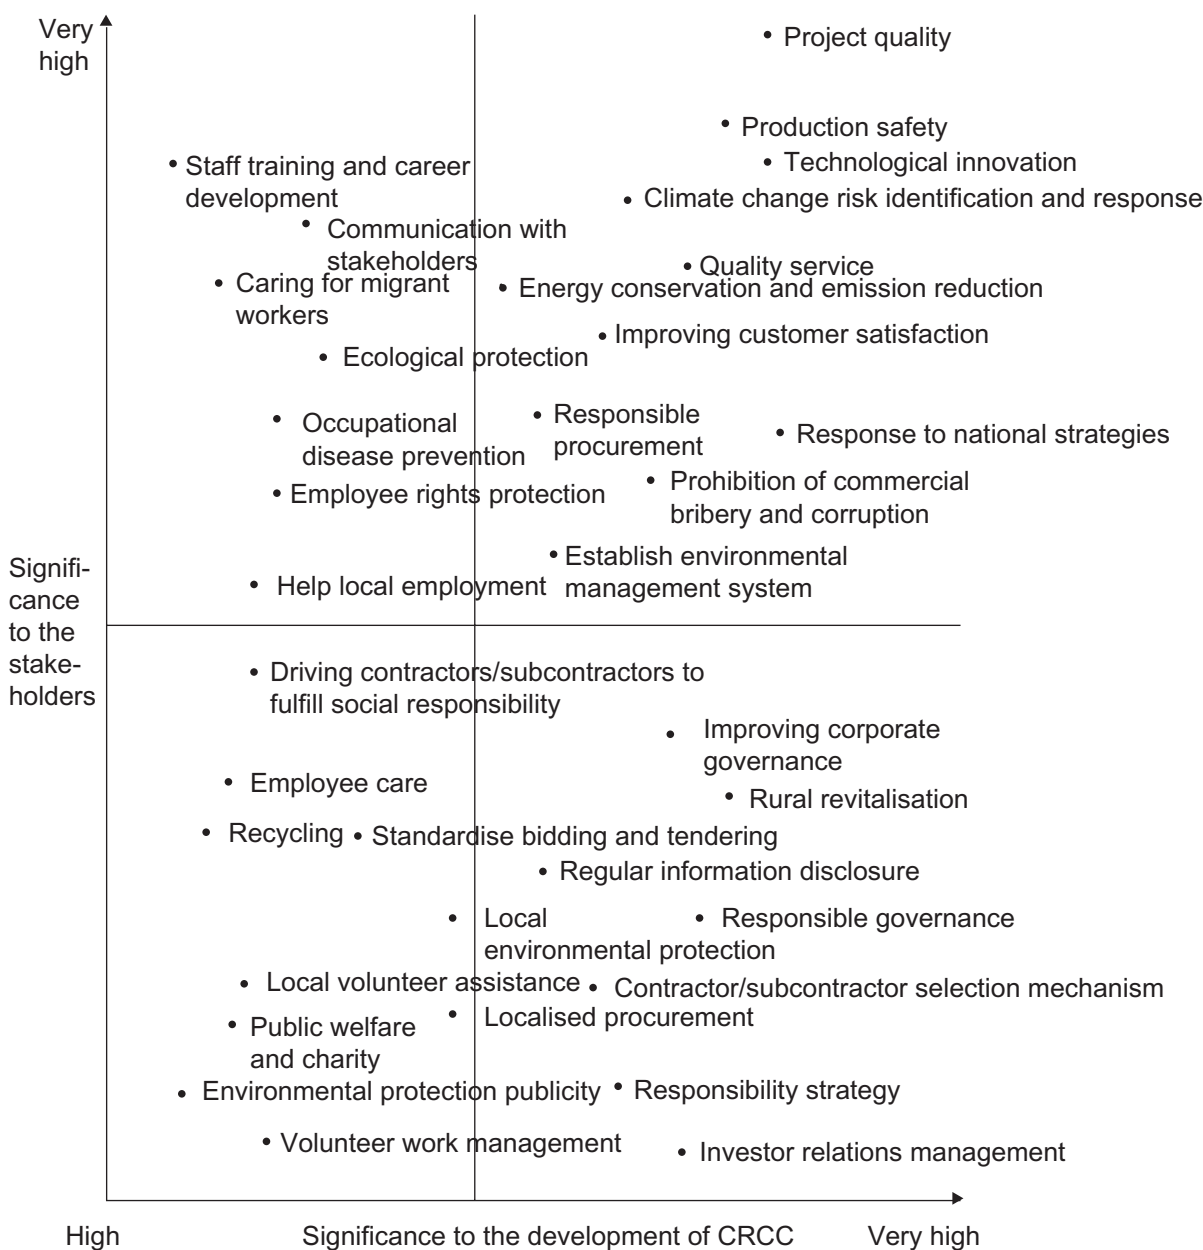 Very
high
Project quality
Production safety
Technological innovation
Staff training and career
development
Climate change risk identification and response
Communication with
stakeholders
Quality service
Caring for migrant
workers
Energy conservation and emission reduction
Improving customer satisfaction
Ecological protection
Occupational
disease prevention
Responsible
procurement
Response to national strategies
Employee rights protection
Prohibition of commercial
bribery and corruption
Establish environmental
management system
Help local employment
Signifi-
cance
to the
stake-
holders
Driving contractors/subcontractors to
fulfill social responsibility
Improving corporate
governance
Employee care
Rural revitalisation
Recycling
Standardise bidding and tendering
Regular information disclosure
Local
environmental protection
Responsible governance
Local volunteer assistance
Contractor/subcontractor selection mechanism
Localised procurement
Public welfare
and charity
Environmental protection publicity
Responsibility strategy
Volunteer work management
Investor relations management
High
Significance to the development of CRCC
Very high